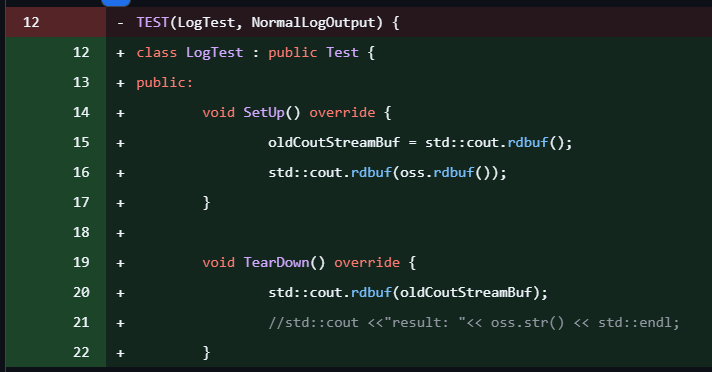 12 - TEST(LogTest, NormalLogOutput) {
12 + class LogTest : public Test {
13 + public:
14 + void SetUp() override {
15 + oldCoutStreamBuf = std::cout.rdbuf();
16 + std::cout.rdbuf(oss.rdbuf());
17 + }
18 +
19 + void TearDown() override {
20 + std::cout.rdbuf(oldCoutStreamBuf);
21 + //std::cout <<"result: "<< oss.str() << std::endl;
22 + }